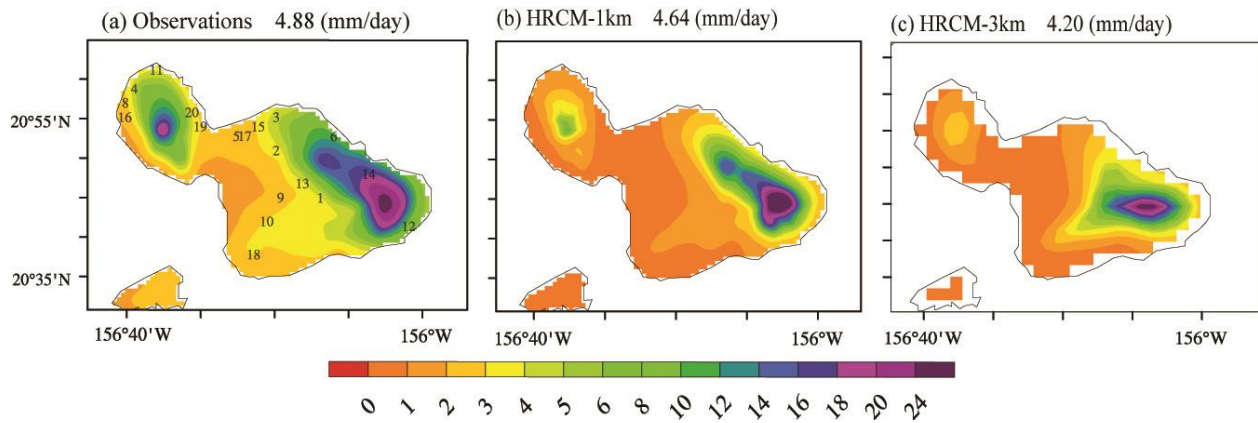 (a) Observations 4.88 (mm/day)
(b) HRCM-1km 4.64 (mm/day)
(c) HRCM-3km 4.20 (mm/day)
11
4
8
16
20
19
3
15
517
6
2
14
13
9
1
10
12
18
20°55'N
20°35'N
156°40'W
156°W
156°40'W
156°W
156°40'W
156°W
0 1 2 3 4 5 6 8 10 12 14 16 18 20 24